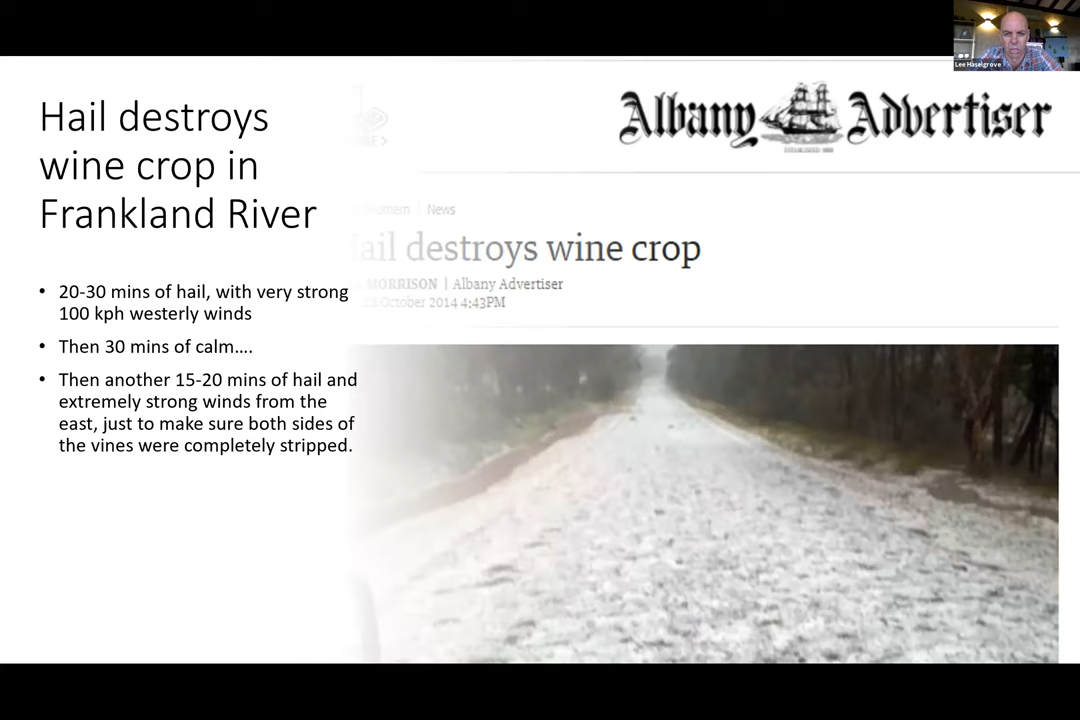 Lee Haselgrove
Albany Advertiser
Hail destroys
wine crop in
Frankland River
News
ail destroys wine crop
MORRISON | Albany Advertiser
October 2014 4:43PM
• 20-30 mins of hail, with very strong
100 kph westerly winds
• Then 30 mins of calm....
• Then another 15-20 mins of hail and
extremely strong winds from the
east, just to make sure both sides of
the vines were completely stripped.